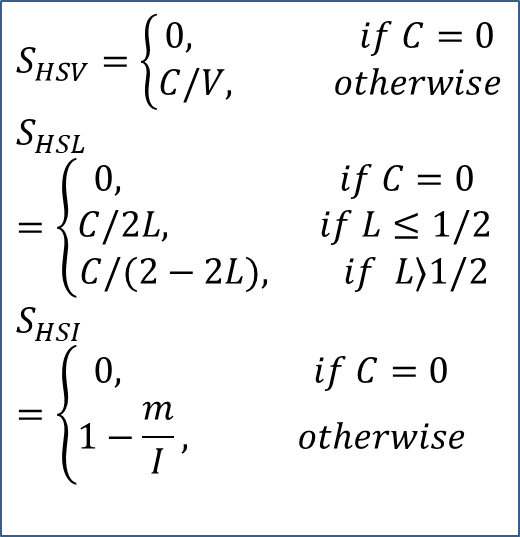 S_HSV = { 0, if C = 0
C/V, otherwise
S_HSL
= { 0, if C = 0
C/2L, if L ≤ 1/2
C/(2 − 2L), if L⟩1/2
S_HSI
= { 0, if C = 0
1 − m/I, otherwise